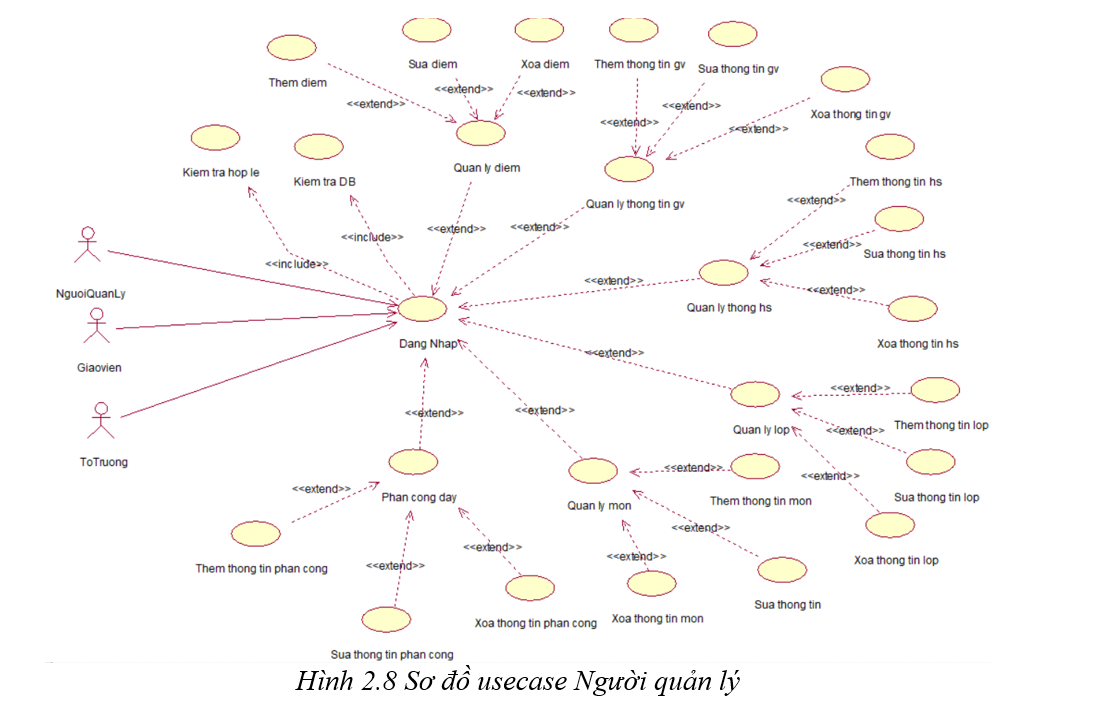 Them diem
Sua diem
Xoa diem
Them thong tin gv
Sua thong tin gv
Xoa thong tin gv
<<extend>>
<<extend>>
<<extend>>
<<extend>>
<<extend>>
<<extend>>
Kiem tra hop le
Kiem tra DB
Quan ly diem
Quan ly thong tin gv
Them thong tin hs
<<extend>>
Sua thong tin hs
<<extend>>
<<extend>>
Xoa thong tin hs
<<include>>
<<include>>
<<extend>>
<<extend>>
<<extend>>
Quan ly thong hs
NguoiQuanLy
Giaovien
ToTruong
Dang Nhap
<<extend>>
<<extend>>
<<extend>>
Quan ly lop
<<extend>>
Them thong tin lop
<<extend>>
Sua thong tin lop
<<extend>>
Xoa thong tin lop
Phan cong day
<<extend>>
Them thong tin phan cong
<<extend>>
Sua thong tin phan cong
<<extend>>
Xoa thong tin phan cong
Quan ly mon
<<extend>>
Them thong tin mon
<<extend>>
Sua thong tin
<<extend>>
Xoa thong tin mon
Hình 2.8 Sơ đồ usecase Người quản lý